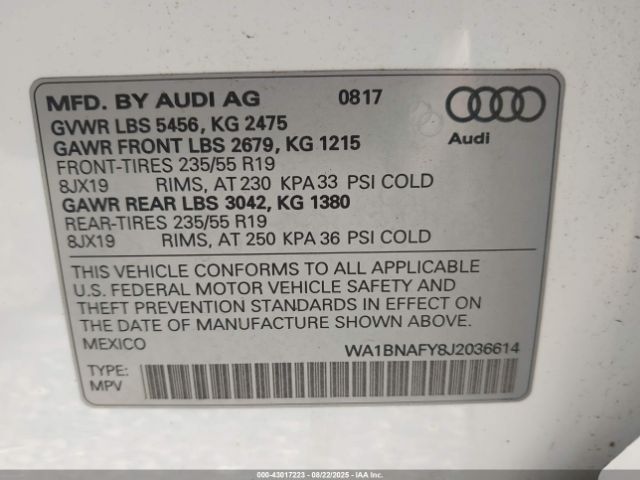 MFD. BY AUDI AG 0817
GVWR LBS 5456, KG 2475
GAWR FRONT LBS 2679, KG 1215
FRONT-TIRES 235/55 R19
8JX19 RIMS, AT 230 KPA 33 PSI COLD
GAWR REAR LBS 3042, KG 1380
REAR-TIRES 235/55 R19
8JX19 RIMS, AT 250 KPA 36 PSI COLD
Audi
THIS VEHICLE CONFORMS TO ALL APPLICABLE
U.S. FEDERAL MOTOR VEHICLE SAFETY AND
THEFT PREVENTION STANDARDS IN EFFECT ON
THE DATE OF MANUFACTURE SHOWN ABOVE.
MEXICO WA1BNAFY8J2036614
TYPE:
MPV
000-43017223 - 08/22/2025 - IAA Inc.